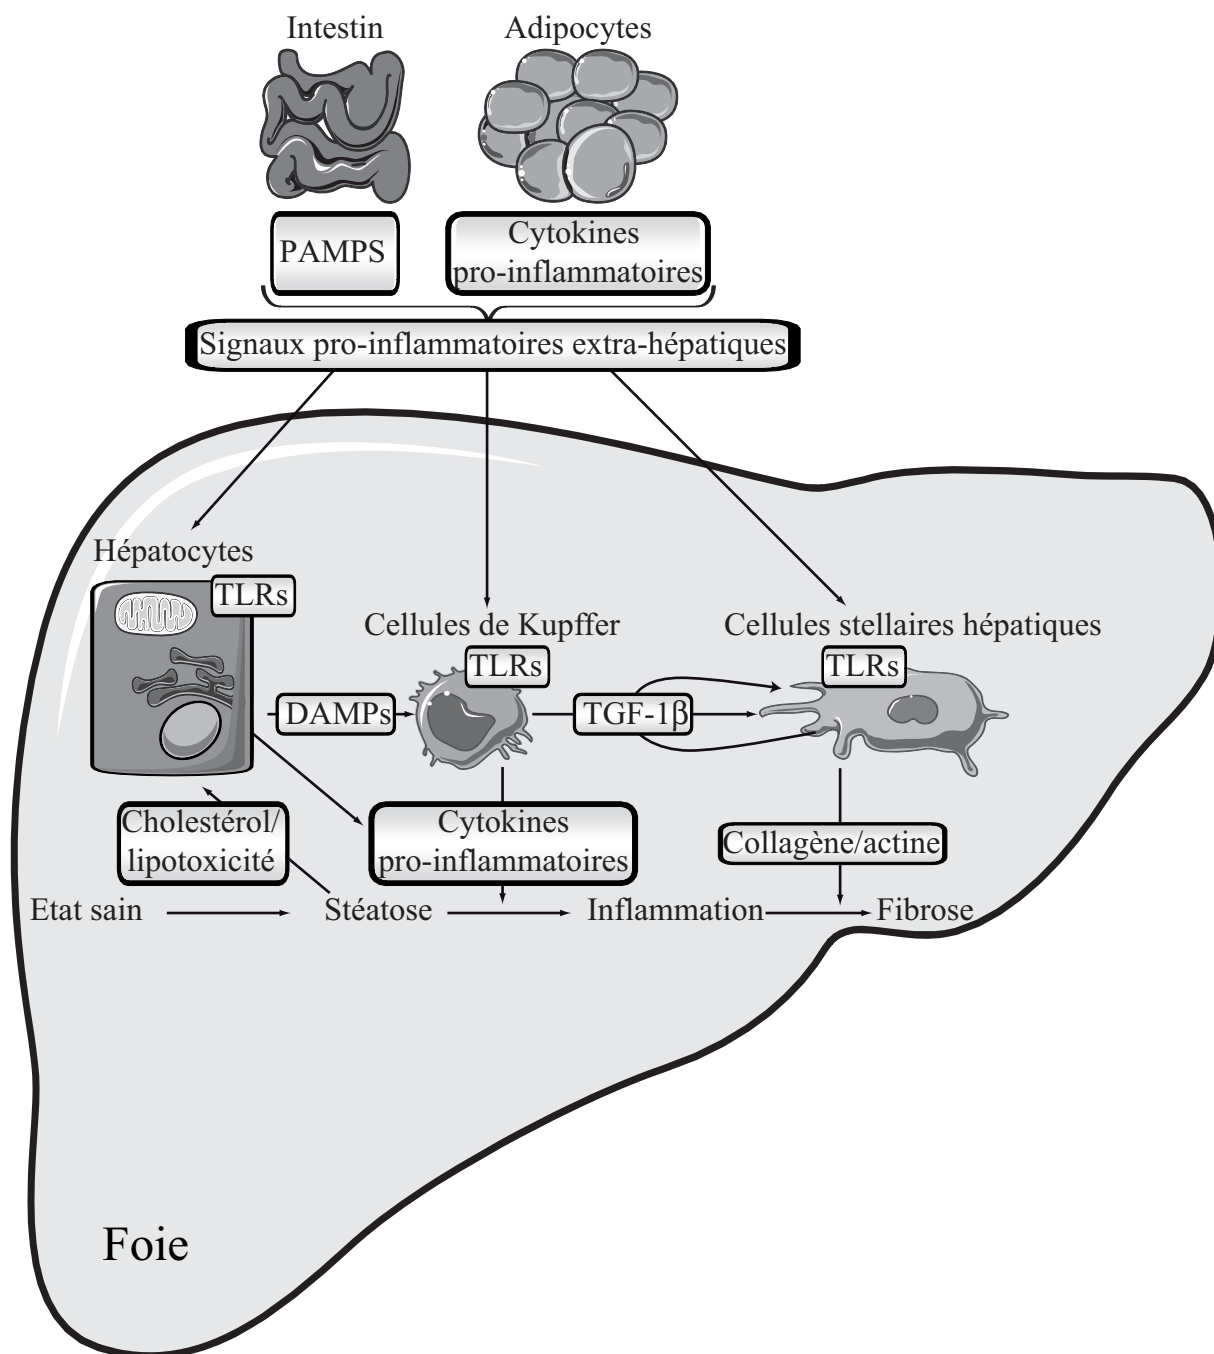 Intestin
Adipocytes
PAMPS
Cytokines
pro-inflammatoires
Signaux pro-inflammatoires extra-hépatiques
Hépatocytes
TLRs
Cellules de Kupffer
TLRs
Cellules stellaires hépatiques
TLRs
DAMPs
TGF-1β
Cholestérol/
lipotoxicité
Cytokines
pro-inflammatoires
Collagène/actine
Etat sain
Stéatose
Inflammation
Fibrose
Foie